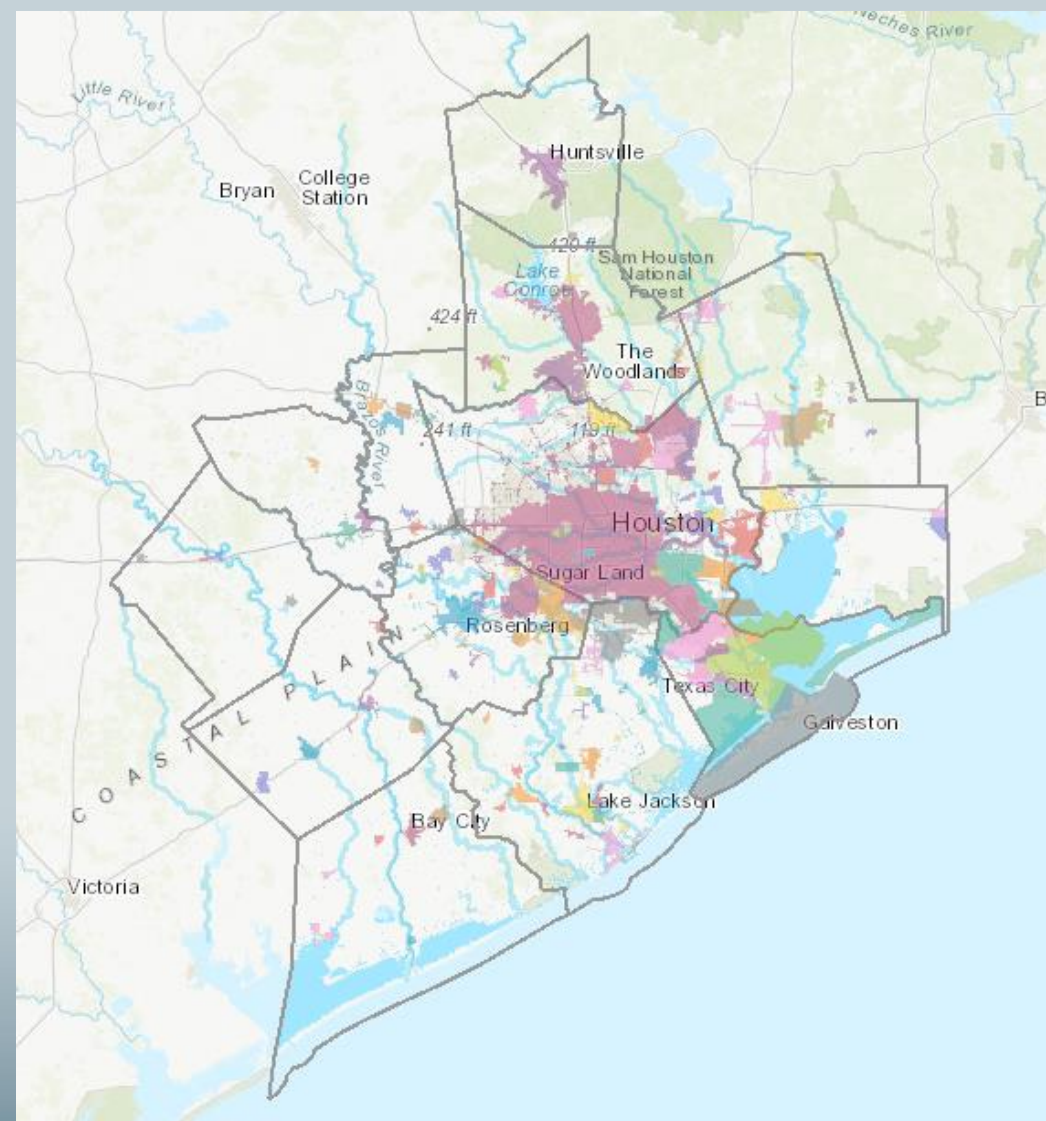 Neches River
Little River
Huntsville
College
Station
Bryan
420 ft
Sam Houston
National
Forest
Lake
Conroe
424 ft
The
Woodlands
B
Brazos River
241 ft
119 ft
Houston
Sugar Land
Rosenberg
Texas City
Galveston
COASTAL PLAIN
Lake Jackson
Bay City
Victoria